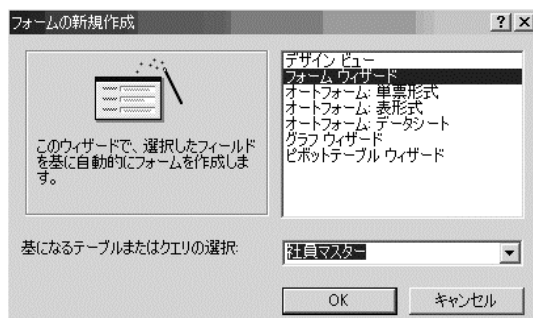 フォームの新規作成
デザイン ビュー
フォーム ウィザード
オートフォーム: 単票形式
オートフォーム: 表形式
オートフォーム: データシート
グラフ ウィザード
ピボットテーブル ウィザード
このウィザードで、選択したフィールド
を基に自動的にフォームを作成しま
す。
基になるテーブルまたはクエリの選択:
社員マスター
OK
キャンセル